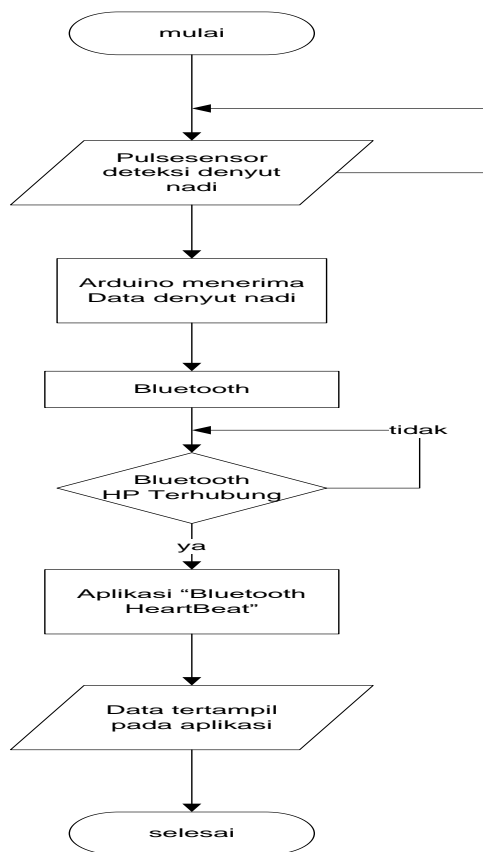 mulai
Pulsesensor
deteksi denyut
nadi
Arduino menerima
Data denyut nadi
Bluetooth
tidak
Bluetooth
HP Terhubung
ya
Aplikasi “Bluetooth
HeartBeat”
Data tertampil
pada aplikasi
selesai